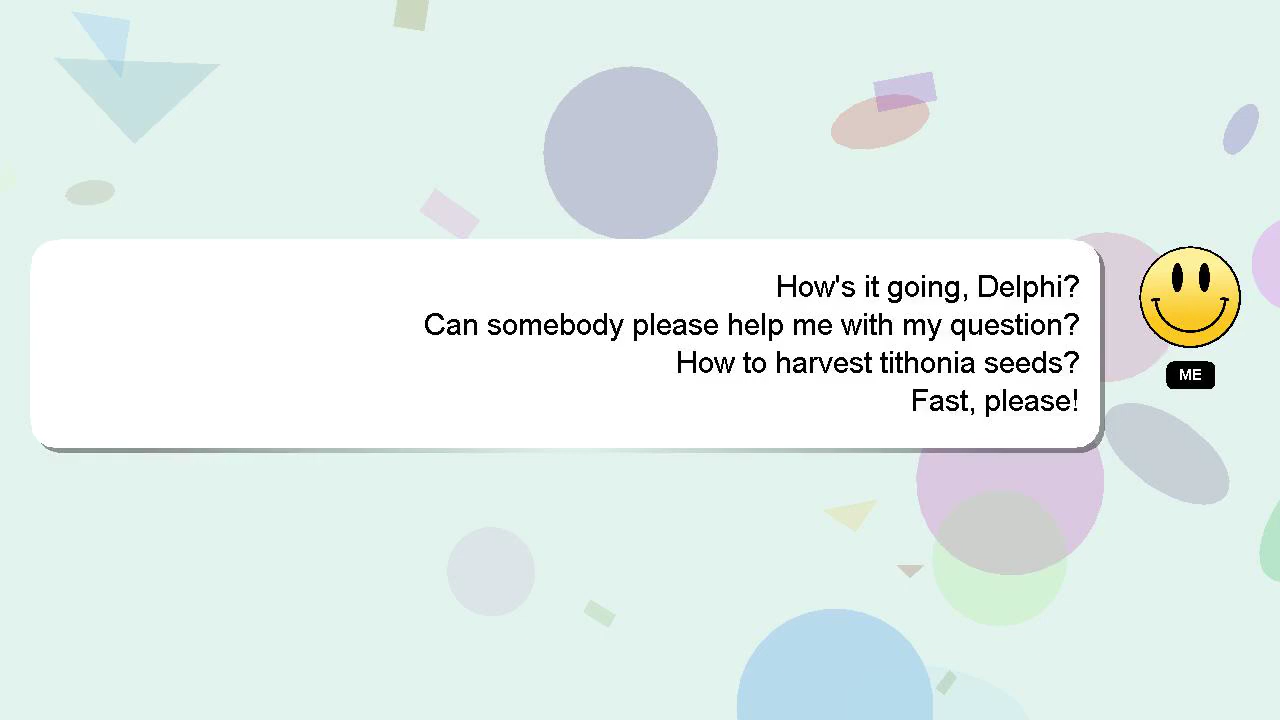 How's it going, Delphi?
Can somebody please help me with my question?
How to harvest tithonia seeds?
Fast, please!
ME